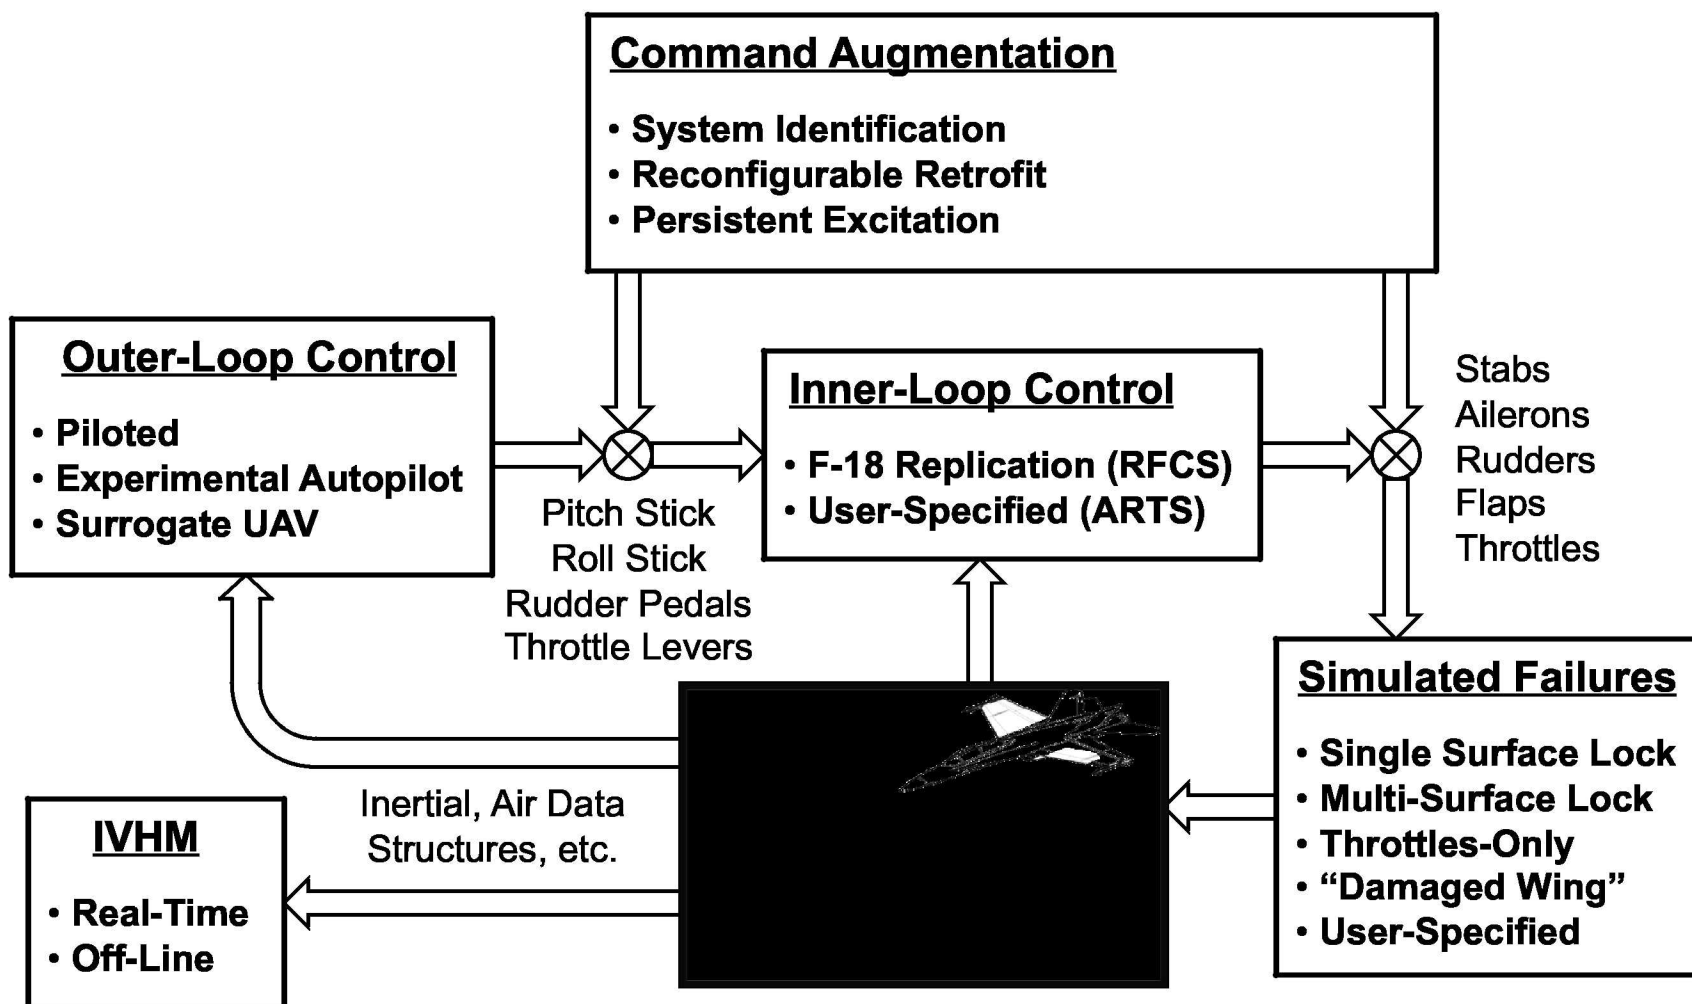 Command Augmentation
• System Identification
• Reconfigurable Retrofit
• Persistent Excitation
Outer-Loop Control
• Piloted
• Experimental Autopilot
• Surrogate UAV
Pitch Stick
Roll Stick
Rudder Pedals
Throttle Levers
Inner-Loop Control
• F-18 Replication (RFCS)
• User-Specified (ARTS)
Stabs
Ailerons
Rudders
Flaps
Throttles
Simulated Failures
• Single Surface Lock
• Multi-Surface Lock
• Throttles-Only
• “Damaged Wing”
• User-Specified
Inertial, Air Data
Structures, etc.
IVHM
• Real-Time
• Off-Line